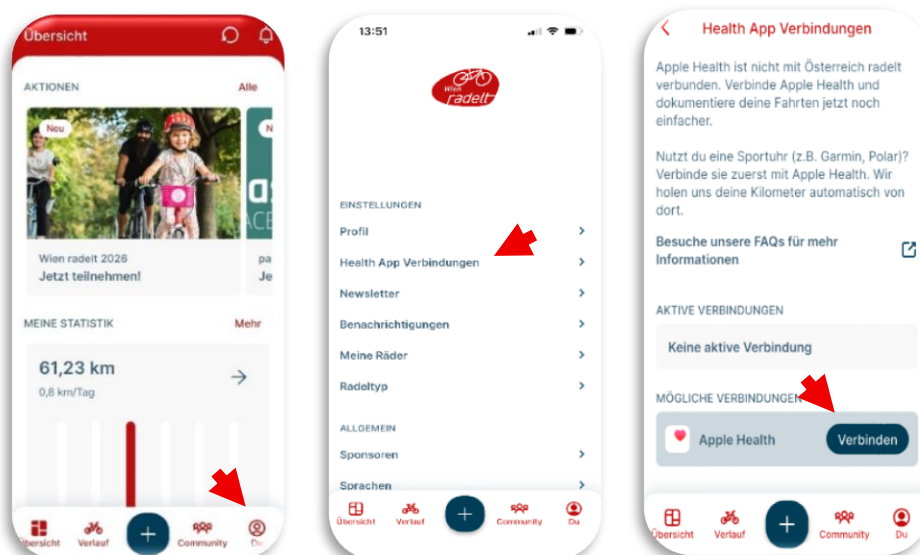 Übersicht
AKTIONEN
Alle
Neu
N
Wien radelt 2026
Jetzt teilnehmen!
pa
Je
MEINE STATISTIK
Mehr
61,23 km
0,8 km/Tag
Übersicht
Verlauf
+
Community
Du
13:51
Wien
radelt
EINSTELLUNGEN
Profil
Health App Verbindungen
Newsletter
Benachrichtigungen
Meine Räder
Radeltyp
ALLGEMEIN
Sponsoren
Sprachen
Übersicht
Verlauf
+
Community
Du
Health App Verbindungen
Apple Health ist nicht mit Österreich radelt
verbunden. Verbinde Apple Health und
dokumentiere deine Fahrten jetzt noch
einfacher.
Nutzt du eine Sportuhr (z.B. Garmin, Polar)?
Verbinde sie zuerst mit Apple Health. Wir
holen uns deine Kilometer automatisch von
dort.
Besuche unsere FAQs für mehr
Informationen
AKTIVE VERBINDUNGEN
Keine aktive Verbindung
MÖGLICHE VERBINDUNGEN
Apple Health
Verbinden
Übersicht
Verlauf
+
Community
Du